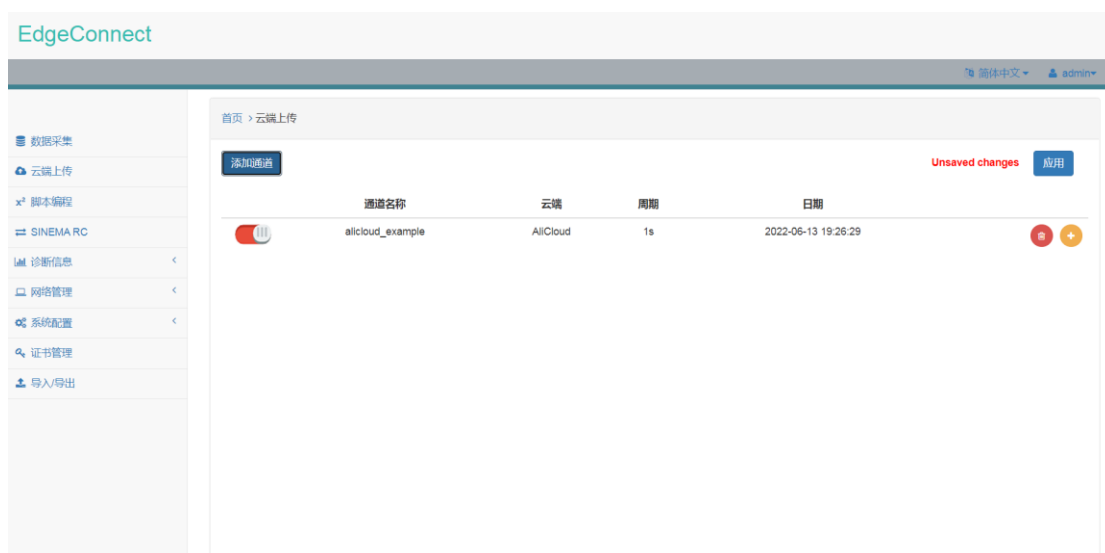 EdgeConnect
简体中文 admin
首页 › 云端上传
数据采集
云端上传
x² 脚本编程
SINEMA RC
诊断信息
网络管理
系统配置
证书管理
导入/导出
添加通道 Unsaved changes 应用
通道名称 云端 周期 日期
alicloud_example AliCloud 1s 2022-06-13 19:26:29